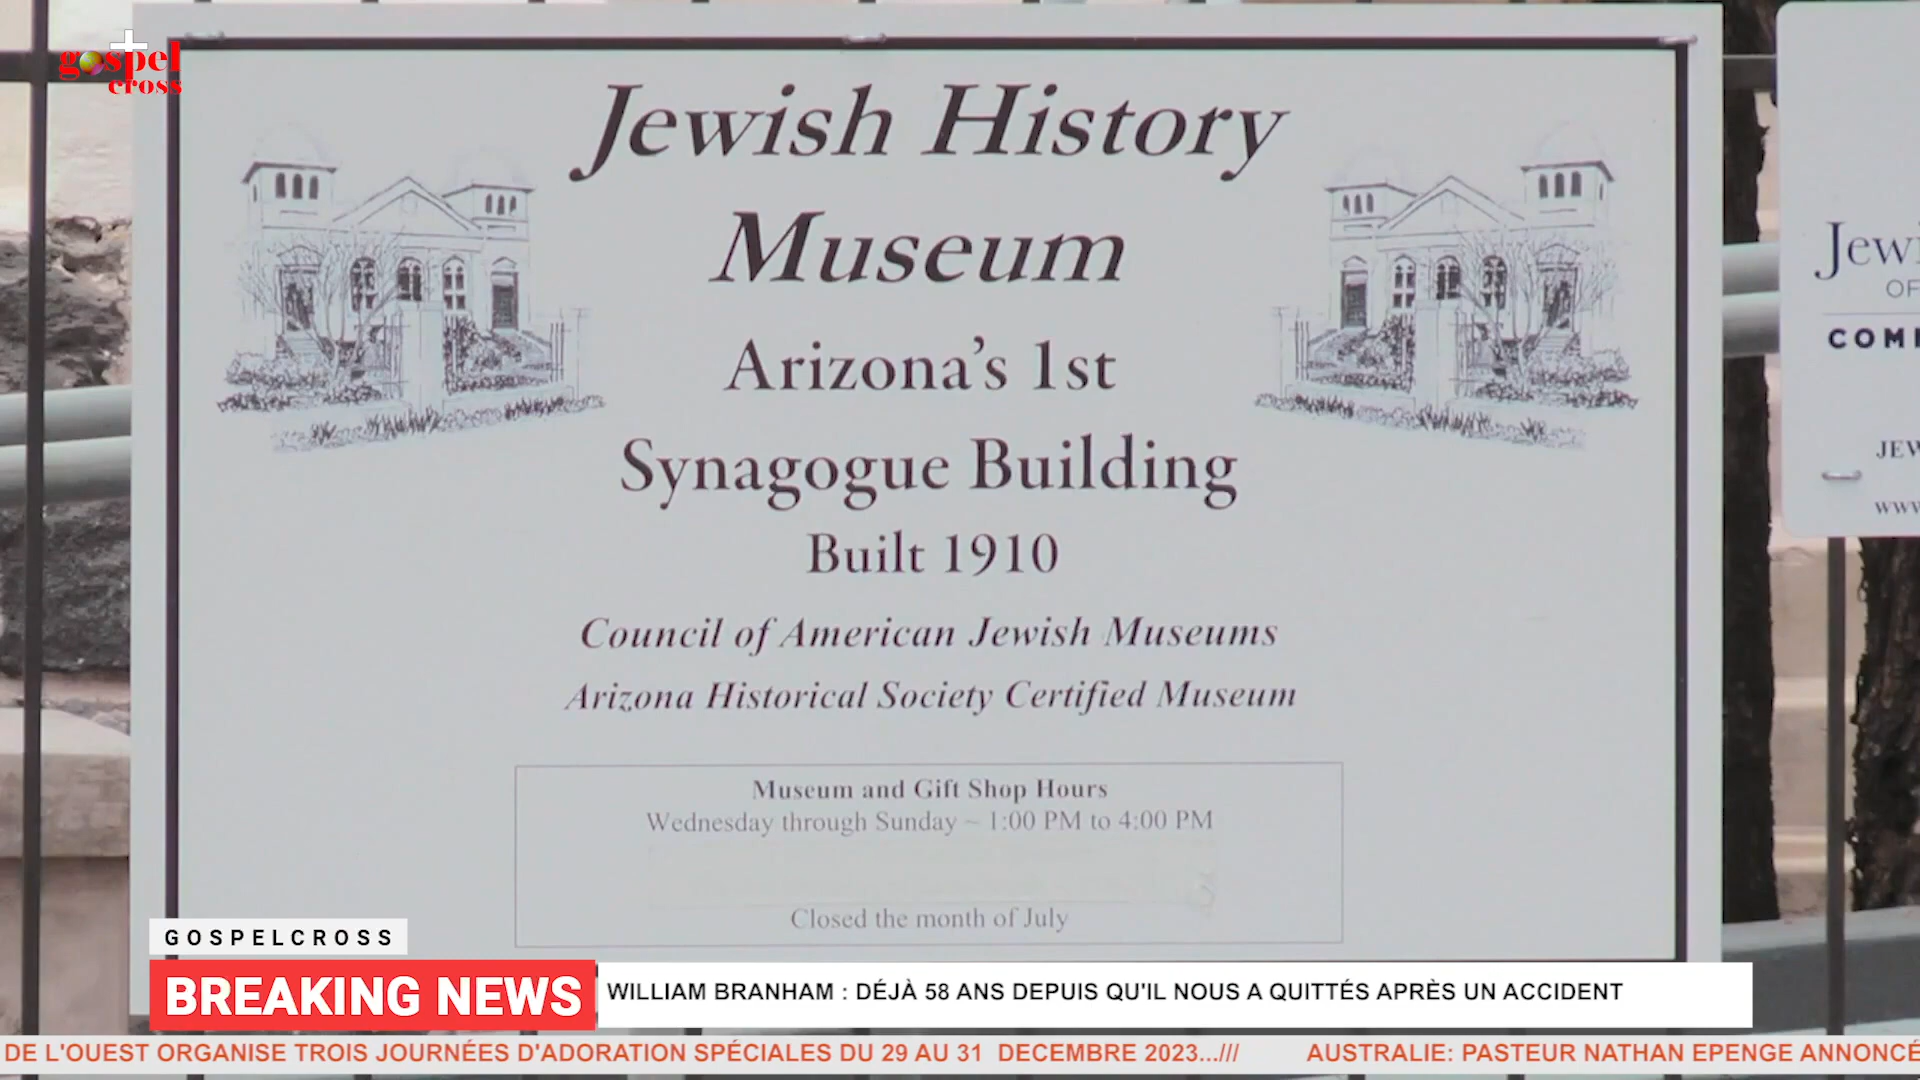 gospel
cross
Jewish History
Museum
Arizona's 1st
Synagogue Building
Built 1910
Council of American Jewish Museums
Arizona Historical Society Certified Museum
Museum and Gift Shop Hours
Wednesday through Sunday ~ 1:00 PM to 4:00 PM
Closed the month of July
OF
www
GOSPELCROSS
BREAKING NEWS
WILLIAM BRANHAM : DÉJÀ 58 ANS DEPUIS QU'IL NOUS A QUITTÉS APRÈS UN ACCIDENT
DE L'OUEST ORGANISE TROIS JOURNÉES D'ADORATION SPÉCIALES DU 29 AU 31 DECEMBRE 2023...///    AUSTRALIE: PASTEUR NATHAN EPENGE ANNONCÉ